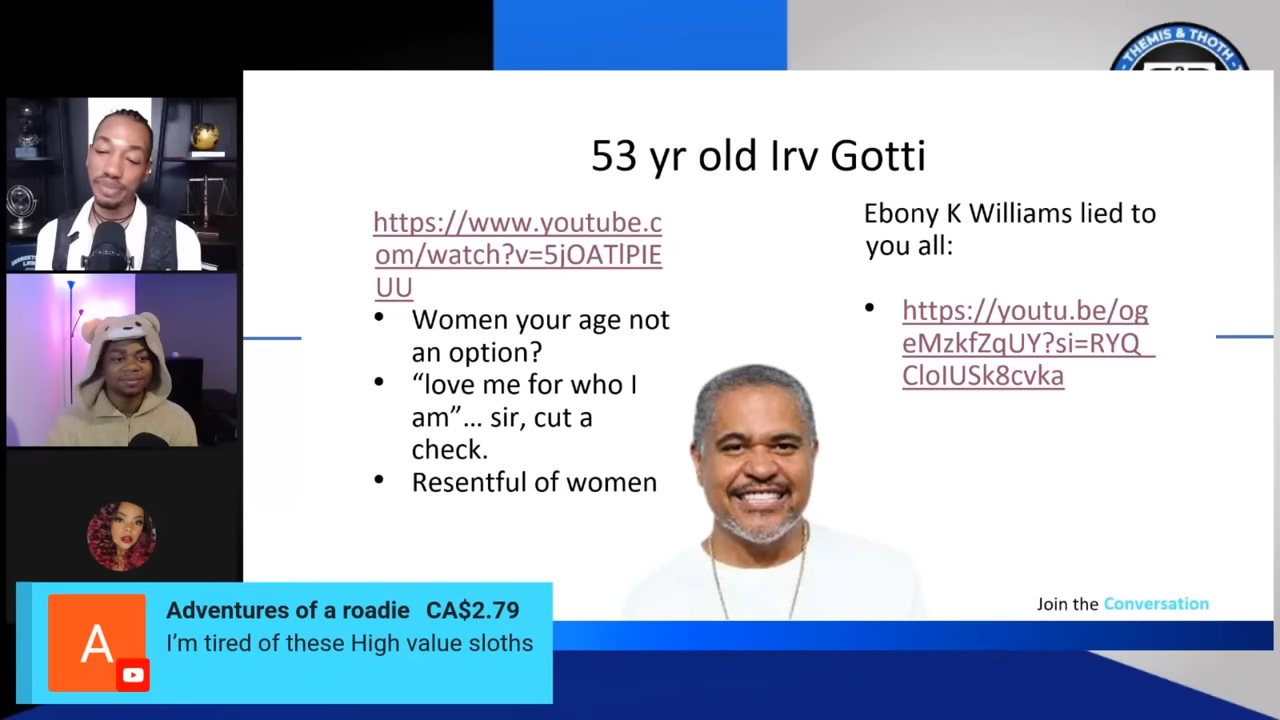 THEMIS & THOTH
53 yr old Irv Gotti
https://www.youtube.c
om/watch?v=5jOATlPIE
UU
• Women your age not
an option?
• “love me for who I
am”... sir, cut a
check.
• Resentful of women
Ebony K Williams lied to
you all:
• https://youtu.be/og
eMzkfZqUY?si=RYQ_
CloIUSk8cvka
Join the Conversation
A
Adventures of a roadie CA$2.79
I’m tired of these High value sloths